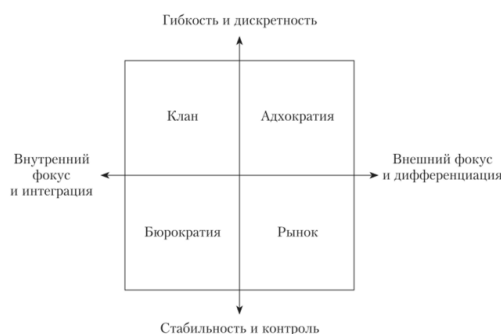 Гибкость и дискретность
Клан
Адхократия
Внутренний
фокус
и интеграция
Внешний фокус
и дифференциация
Бюрократия
Рынок
Стабильность и контроль